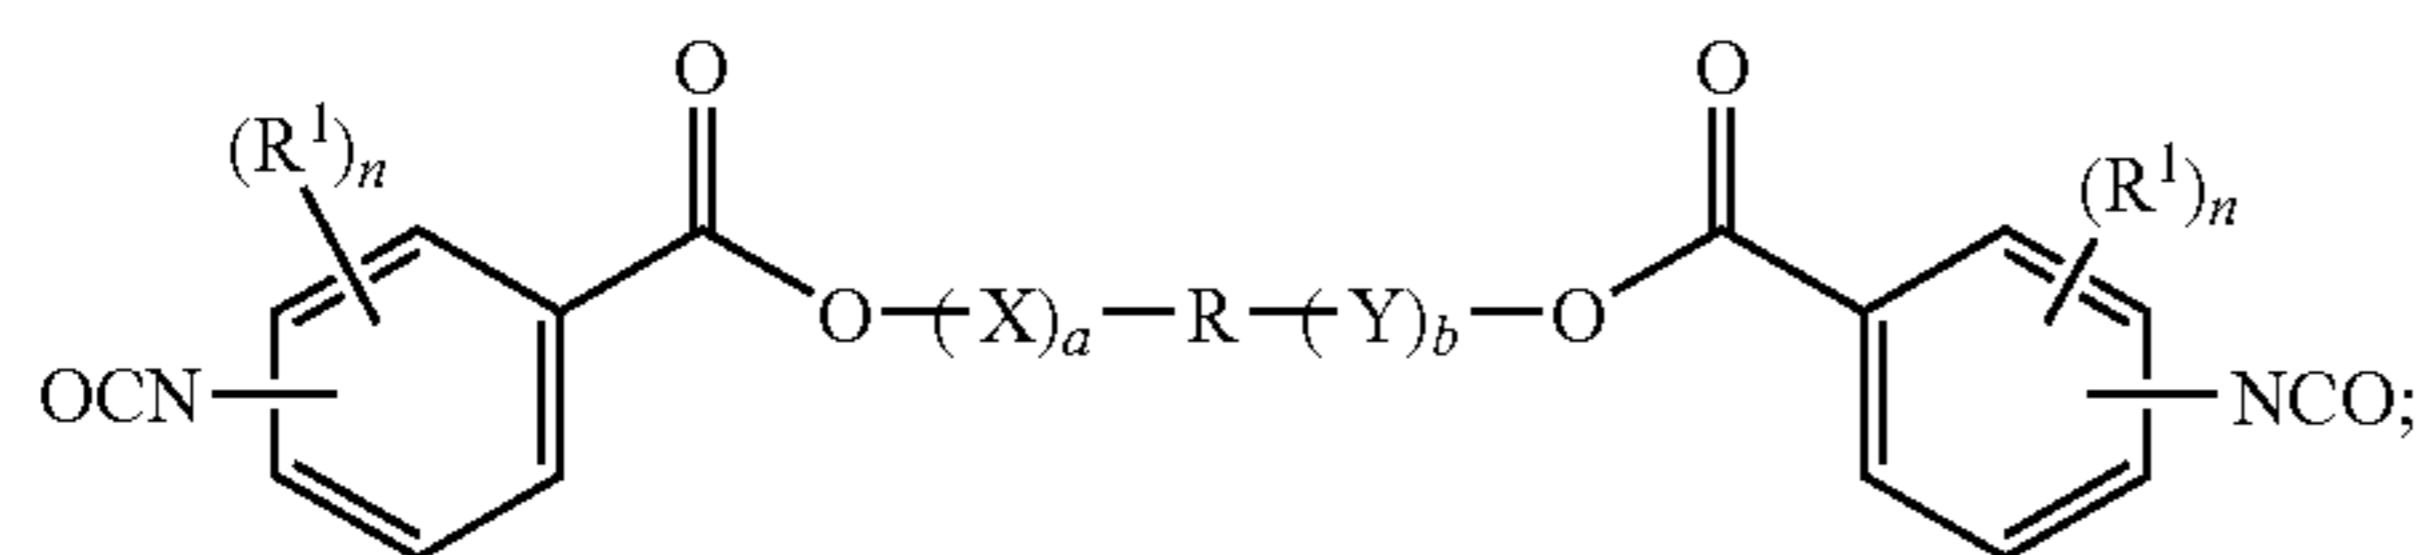 O O
(R¹)n (R¹)n
O—(X)a—R—(Y)b—O
OCN NCO;